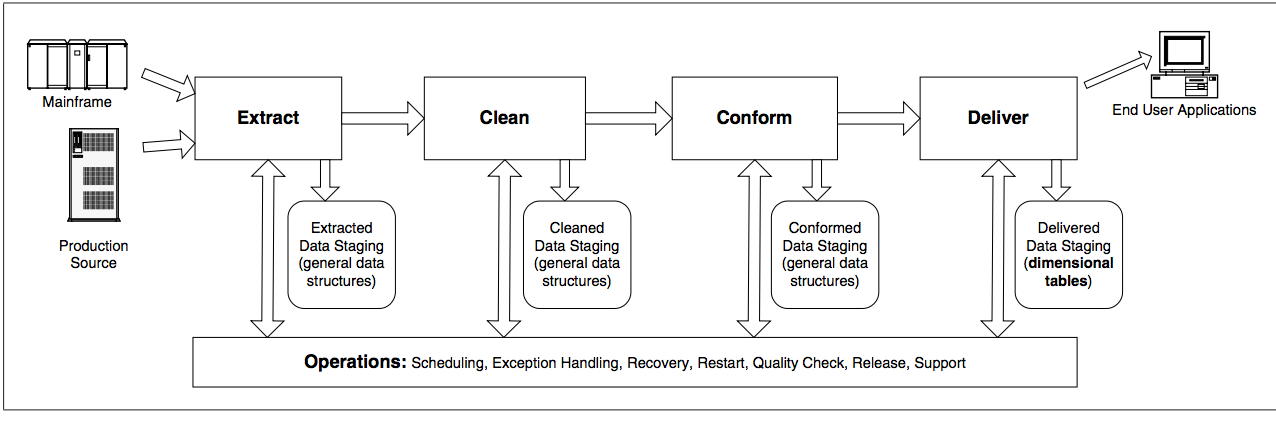 Mainframe
Production
Source
Extract
Clean
Conform
Deliver
End User Applications
Extracted
Data Staging
(general data
structures)
Cleaned
Data Staging
(general data
structures)
Conformed
Data Staging
(general data
structures)
Delivered
Data Staging
(dimensional
tables)
Operations: Scheduling, Exception Handling, Recovery, Restart, Quality Check, Release, Support